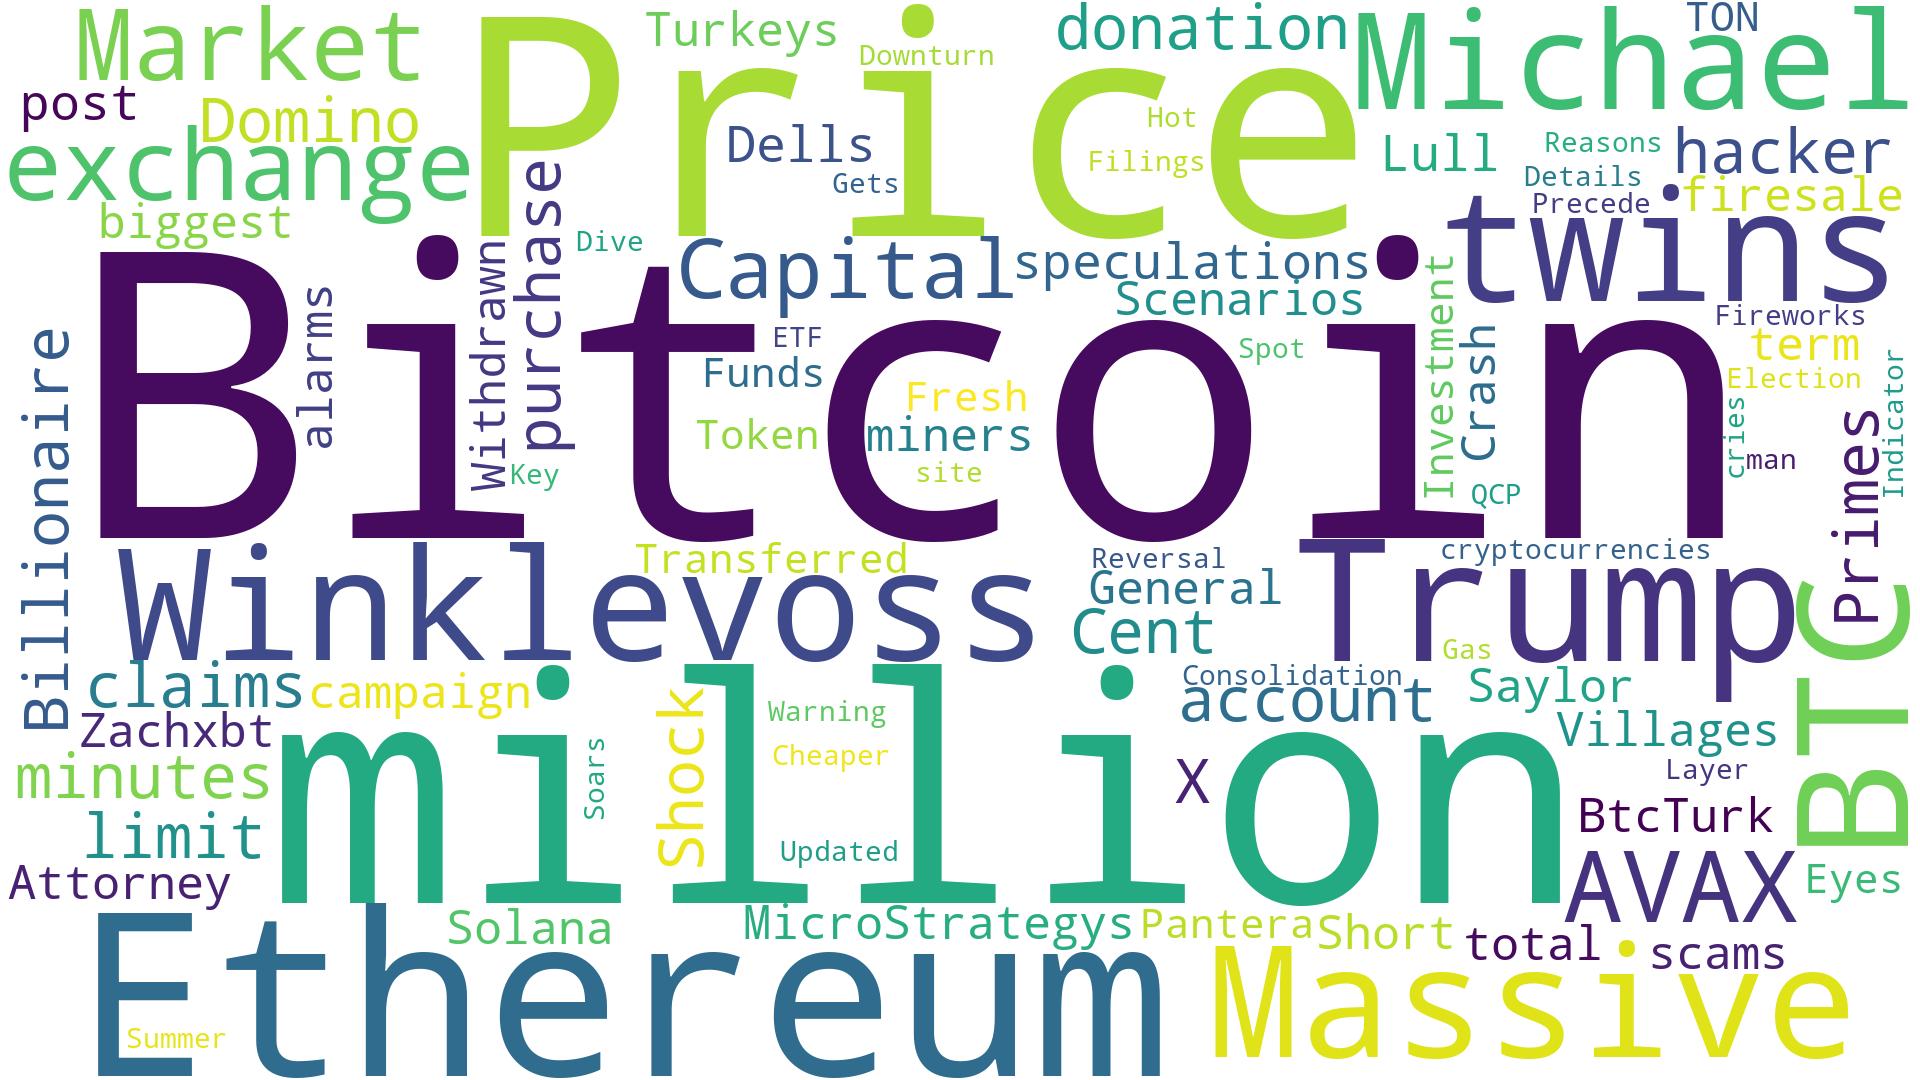 Market
Price
Turkeys
Downturn
donation
Michael
TON
post
Domino
Dells
Hot
Lull
Reasons
hacker
exchange
Gets
Filings
Details
Precede
firesale
biggest
purchase
Dive
Capital
speculations
twins
Scenarios
Bitcoin
alarms
Withdrawn
ETF
Funds
Spot
Investment
Crash
Fireworks
term
Election
Indicator
Billionaire
Fresh
Token
miners
site
Key
QCP
cries
man
Primes
Winklevoss
Transferred
Reversal
General
Cent
Trump
cryptocurrencies
Gas
BTC
claims
campaign
Consolidation
account
Saylor
Zachxbt
Shock
Warning
Villages
minutes
million
Soars
Cheaper
X
Layer
limit
Updated
BtcTurk
Attorney
AVAX
Eyes
Ethereum
Solana
MicroStrategys
Pantera
Short
total
scams
Summer
Massive